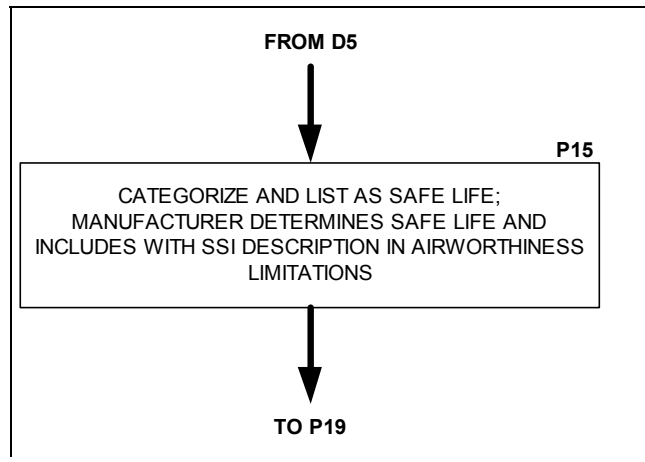 FROM D5
P15
CATEGORIZE AND LIST AS SAFE LIFE;
MANUFACTURER DETERMINES SAFE LIFE AND
INCLUDES WITH SSI DESCRIPTION IN AIRWORTHINESS
LIMITATIONS
TO P19